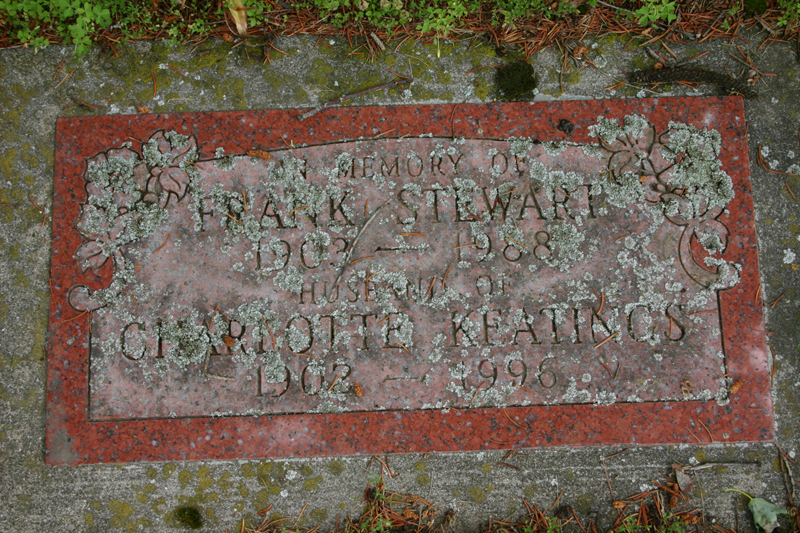 IN MEMORY OF
FRANK STEWART
1903 — 1988
HUSBAND OF
CHARLOTTE KEATINGS
1902 — 1996